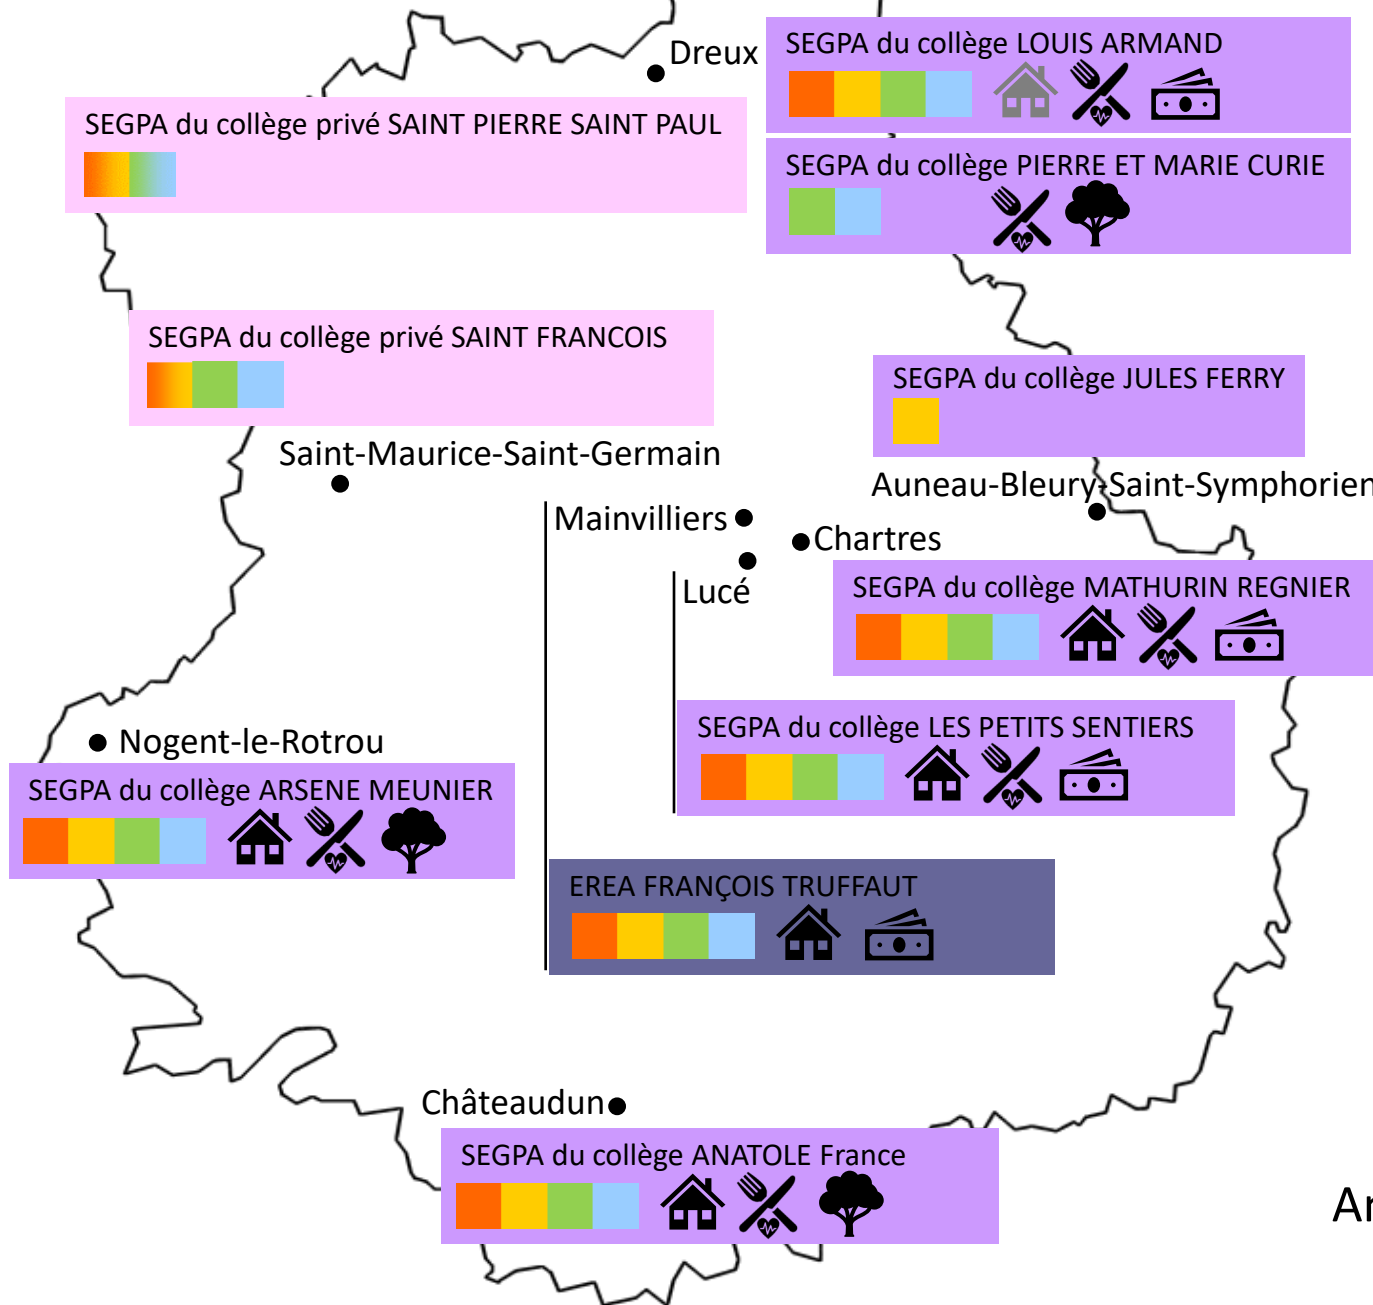 Dreux
SEGPA du collège LOUIS ARMAND
SEGPA du collège privé SAINT PIERRE SAINT PAUL
SEGPA du collège PIERRE ET MARIE CURIE
SEGPA du collège privé SAINT FRANCOIS
SEGPA du collège JULES FERRY
Saint-Maurice-Saint-Germain
Auneau-Bleury-Saint-Symphorien
Mainvilliers
Chartres
Lucé
SEGPA du collège MATHURIN REGNIER
SEGPA du collège LES PETITS SENTIERS
Nogent-le-Rotrou
SEGPA du collège ARSENE MEUNIER
EREA FRANÇOIS TRUFFAUT
Châteaudun
SEGPA du collège ANATOLE France